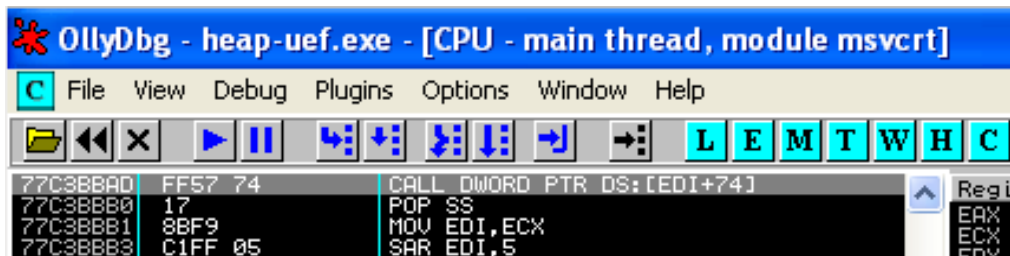 OllyDbg - heap-uef.exe - [CPU - main thread, module msvcrt]
C File View Debug Plugins Options Window Help
L E M T W H C
77C3BBAD FF57 74 CALL DWORD PTR DS:[EDI+74] Regi
77C3BBB0 17 POP SS EAX
77C3BBB1 8BF9 MOV EDI,ECX ECX
77C3BBB3 C1FF 05 SAR EDI,5